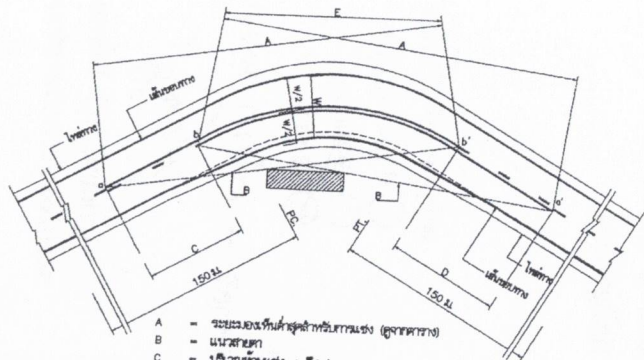 E
A
A
W/2
W
W/2
เส้นขอบทาง
ไหล่ทาง
a
b
b'
a'
B
B
PC.
PT.
C
D
150 ม.
150 ม.
ไหล่ทาง
เส้นขอบทาง
A = ระยะมองเห็นต่ำสุดสำหรับการแซง (ดูจากตาราง)
B = แนวสายตา
C =